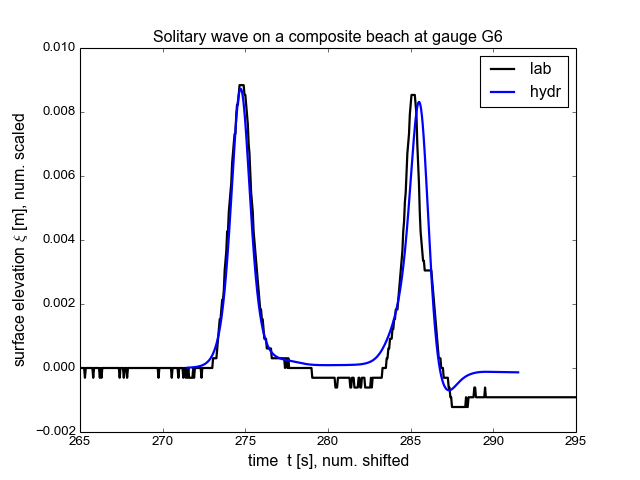 Solitary wave on a composite beach at gauge G6
0.010
0.008
0.006
0.004
0.002
0.000
−0.002
surface elevation ξ [m], num. scaled
lab
hydr
265 270 275 280 285 290 295
time t [s], num. shifted